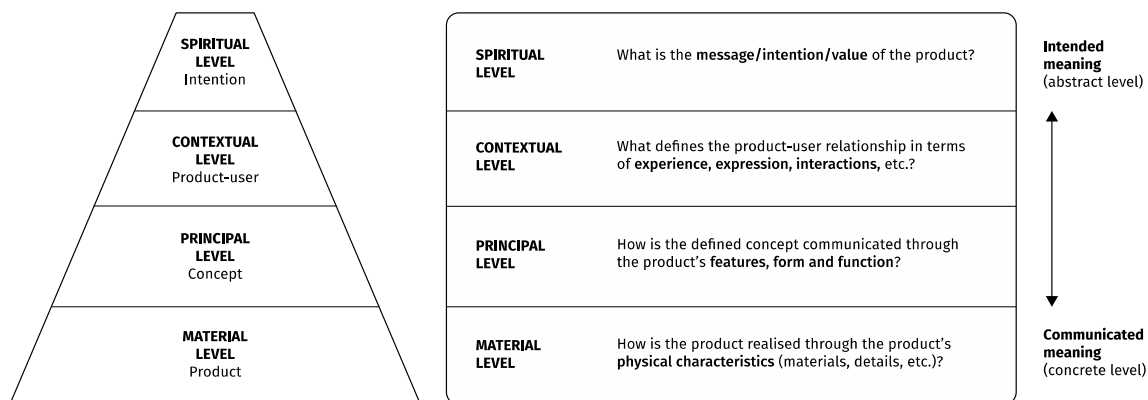 SPIRITUAL
LEVEL
Intention
CONTEXTUAL
LEVEL
Product-user
PRINCIPAL
LEVEL
Concept
MATERIAL
LEVEL
Product
SPIRITUAL
LEVEL
What is the message/intention/value of the product?
CONTEXTUAL
LEVEL
What defines the product-user relationship in terms
of experience, expression, interactions, etc.?
PRINCIPAL
LEVEL
How is the defined concept communicated through
the product's features, form and function?
MATERIAL
LEVEL
How is the product realised through the product's
physical characteristics (materials, details, etc.)?
Intended
meaning
(abstract level)
Communicated
meaning
(concrete level)